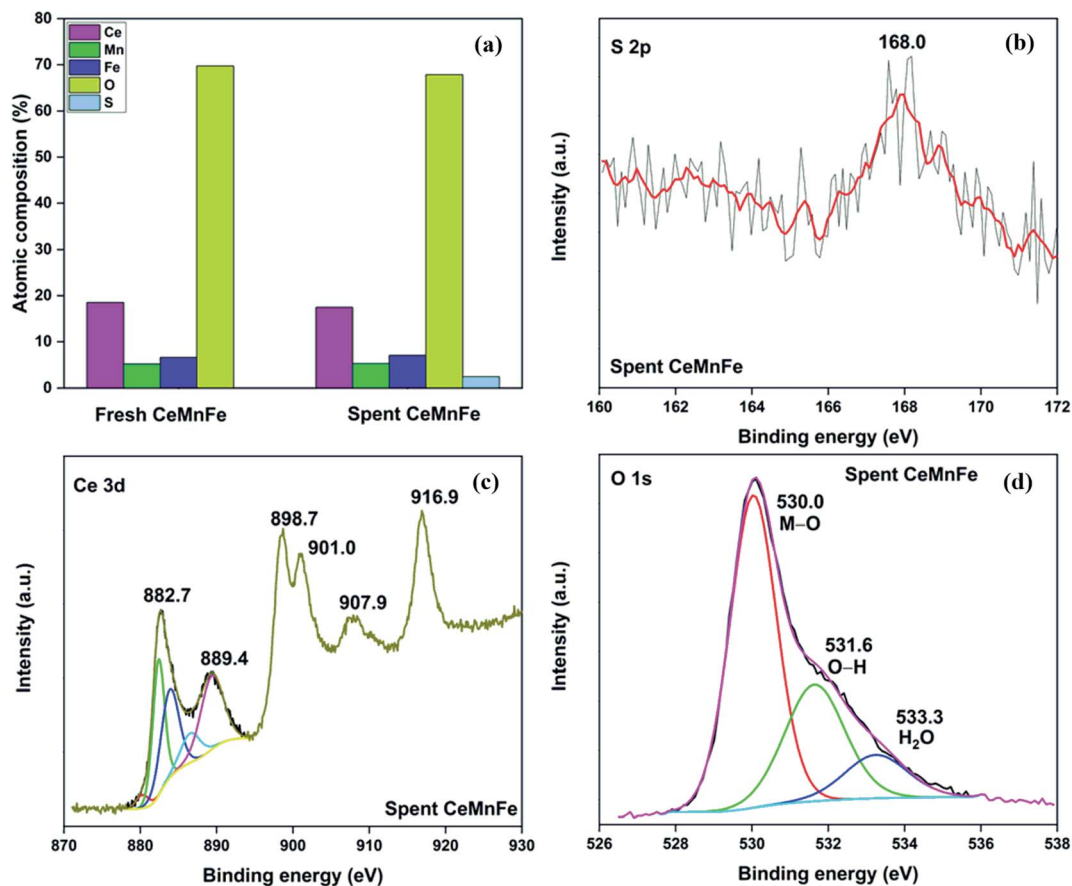 (a)
Ce
Mn
Fe
O
S
80
70
60
50
40
30
20
10
0
Atomic composition (%)
Fresh CeMnFe
Spent CeMnFe
(b)
S 2p
168.0
Intensity (a.u.)
Spent CeMnFe
160 162 164 166 168 170 172
Binding energy (eV)
(c)
Ce 3d
882.7
889.4
898.7
901.0
907.9
916.9
Intensity (a.u.)
Spent CeMnFe
870 880 890 900 910 920 930
Binding energy (eV)
(d)
O 1s
Spent CeMnFe
530.0
M–O
531.6
O–H
533.3
H₂O
Intensity (a.u.)
526 528 530 532 534 536 538
Binding energy (eV)